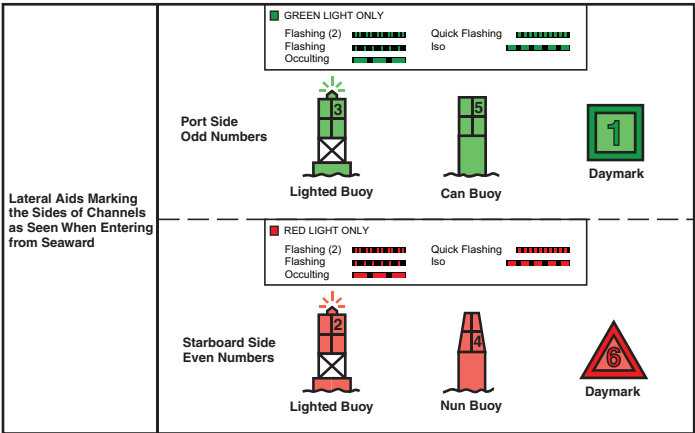 GREEN LIGHT ONLY
Flashing (2)
Quick Flashing
Flashing
Iso
Occulting
Port Side
Odd Numbers
3
5
1
Lighted Buoy
Can Buoy
Daymark
Lateral Aids Marking
the Sides of Channels
as Seen When Entering
from Seaward
RED LIGHT ONLY
Flashing (2)
Quick Flashing
Flashing
Iso
Occulting
Starboard Side
Even Numbers
2
4
6
Lighted Buoy
Nun Buoy
Daymark